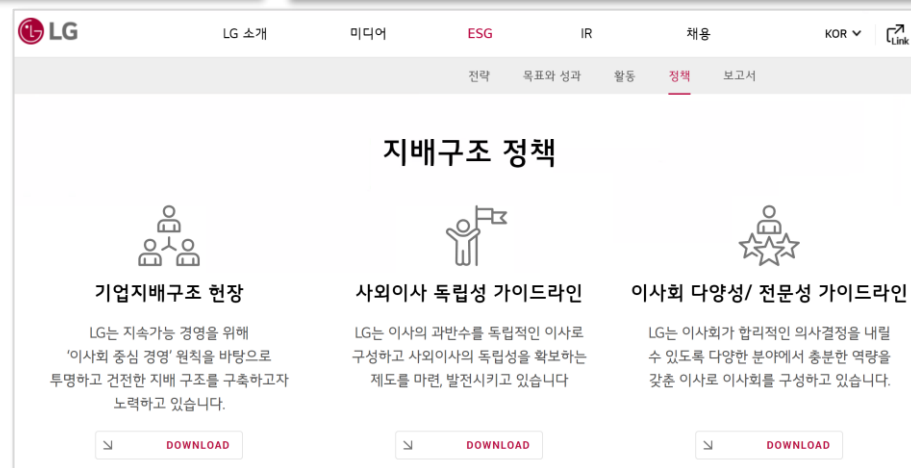 LG
LG 소개
미디어
ESG
IR
채용
KOR
Link
전략
목표와 성과
활동
정책
보고서
지배구조 정책
기업지배구조 헌장
LG는 지속가능 경영을 위해
‘이사회 중심 경영’ 원칙을 바탕으로
투명하고 건전한 지배 구조를 구축하고자
노력하고 있습니다.
DOWNLOAD
사외이사 독립성 가이드라인
LG는 이사의 과반수를 독립적인 이사로
구성하고 사외이사의 독립성을 확보하는
제도를 마련, 발전시키고 있습니다
DOWNLOAD
이사회 다양성/ 전문성 가이드라인
LG는 이사회가 합리적인 의사결정을 내릴
수 있도록 다양한 분야에서 충분한 역량을
갖춘 이사로 이사회를 구성하고 있습니다.
DOWNLOAD